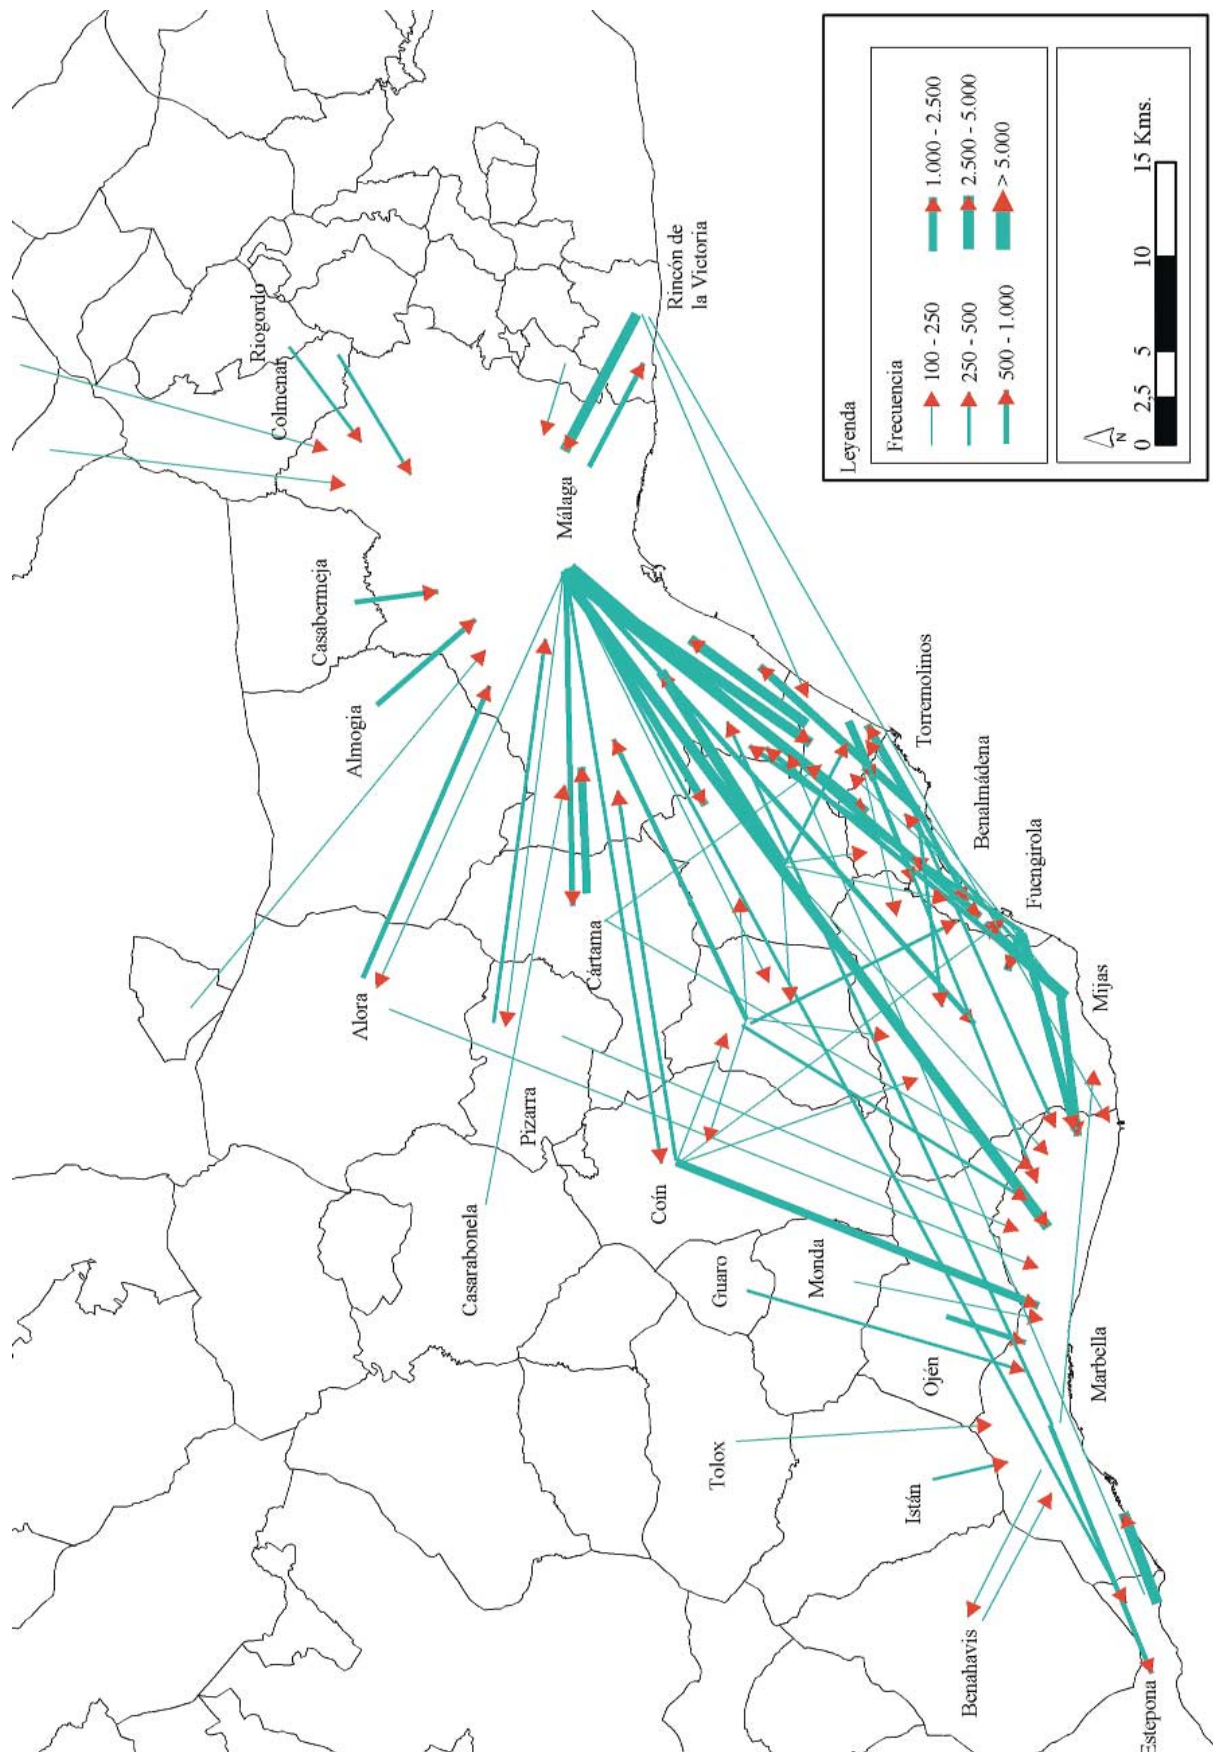 Riogordo
Colmenar
Rincón de
la Victoria
Málaga
Casabermeja
Almogia
Alora
Cártama
Pizarra
Casarabonela
Coín
Guaro
Monda
Tolox
Ojén
Istán
Benahavis
Estepona
Marbella
Mijas
Fuengirola
Benalmádena
Torremolinos
Leyenda
Frecuencia
100 - 250
250 - 500
500 - 1.000
1.000 - 2.500
2.500 - 5.000
> 5.000
N
0 2,5 5 10 15 Kms.